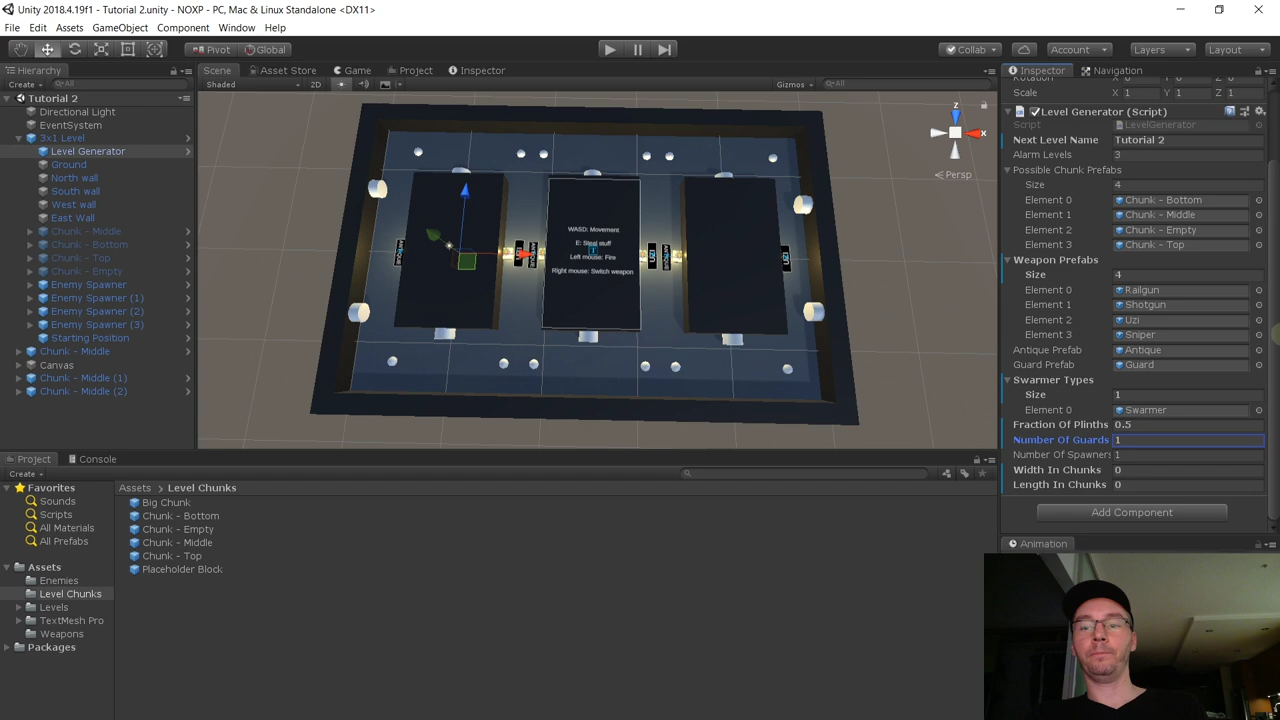 Unity 2018.4.19f1 - Tutorial 2.unity - NOXP - PC, Mac & Linux Standalone <DX11>
File Edit Assets GameObject Component Window Help
Pivot Global Collab Account Layers Layout
Hierarchy Scene Asset Store Game Project Inspector Inspector Navigation
Create All Shaded 2D Gizmos All
Tutorial 2
Directional Light
EventSystem
3×1 Level
Level Generator
Ground
North wall
South wall
West wall
East Wall
Chunk - Middle
Chunk - Bottom
Chunk - Top
Chunk - Empty
Enemy Spawner
Enemy Spawner (1)
Enemy Spawner (2)
Enemy Spawner (3)
Starting Position
Chunk - Middle
Canvas
Chunk - Middle (1)
Chunk - Middle (2)
z
x
Persp
WASD: Movement
E: Steal stuff
Left mouse: Fire
Right mouse: Switch weapon
Rotation X 0 Y 0 Z 0
Scale X 1 Y 1 Z 1
Level Generator (Script)
Script LevelGenerator
Next Level Name Tutorial 2
Alarm Levels 3
Possible Chunk Prefabs
Size 4
Element 0 Chunk - Bottom
Element 1 Chunk - Middle
Element 2 Chunk - Empty
Element 3 Chunk - Top
Weapon Prefabs
Size 4
Element 0 Railgun
Element 1 Shotgun
Element 2 Uzi
Element 3 Sniper
Antique Prefab Antique
Guard Prefab Guard
Swarmer Types
Size 1
Element 0 Swarmer
Fraction Of Plinths 0.5
Number Of Guards 1
Number Of Spawners 1
Width In Chunks 0
Length In Chunks 0
Add Component
Animation
Project Console
Create
Favorites
Sounds
Scripts
All Materials
All Prefabs
Assets
Enemies
Level Chunks
Levels
TextMesh Pro
Weapons
Packages
Assets > Level Chunks
Big Chunk
Chunk - Bottom
Chunk - Empty
Chunk - Middle
Chunk - Top
Placeholder Block